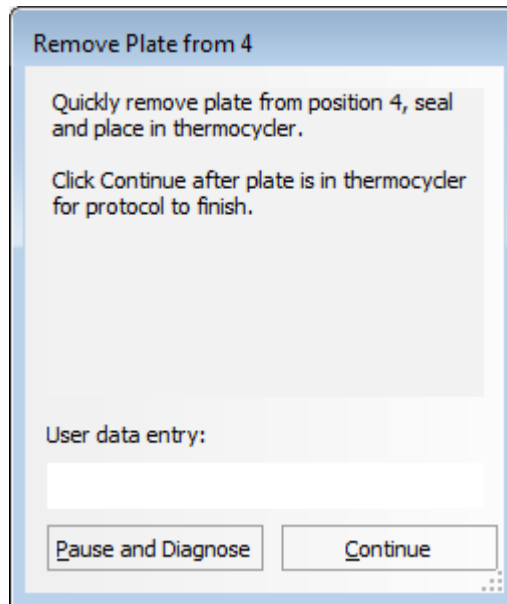 Remove Plate from 4
Quickly remove plate from position 4, seal
and place in thermocycler.
Click Continue after plate is in thermocycler
for protocol to finish.
User data entry:
Pause and Diagnose
Continue